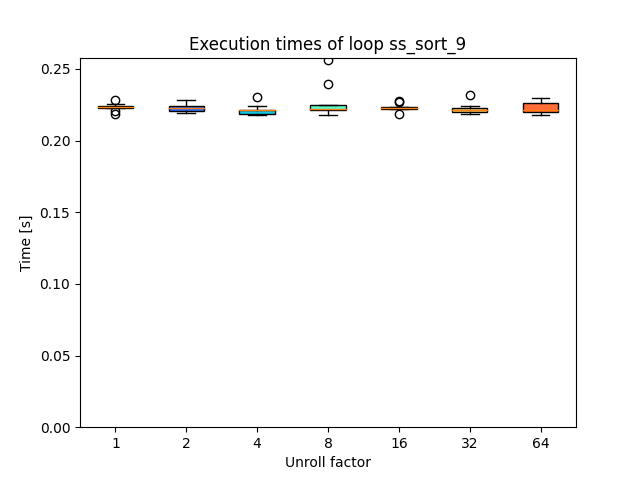 Execution times of loop ss_sort_9
0.25
0.20
0.15
0.10
0.05
0.00
Time [s]
1 2 4 8 16 32 64
Unroll factor